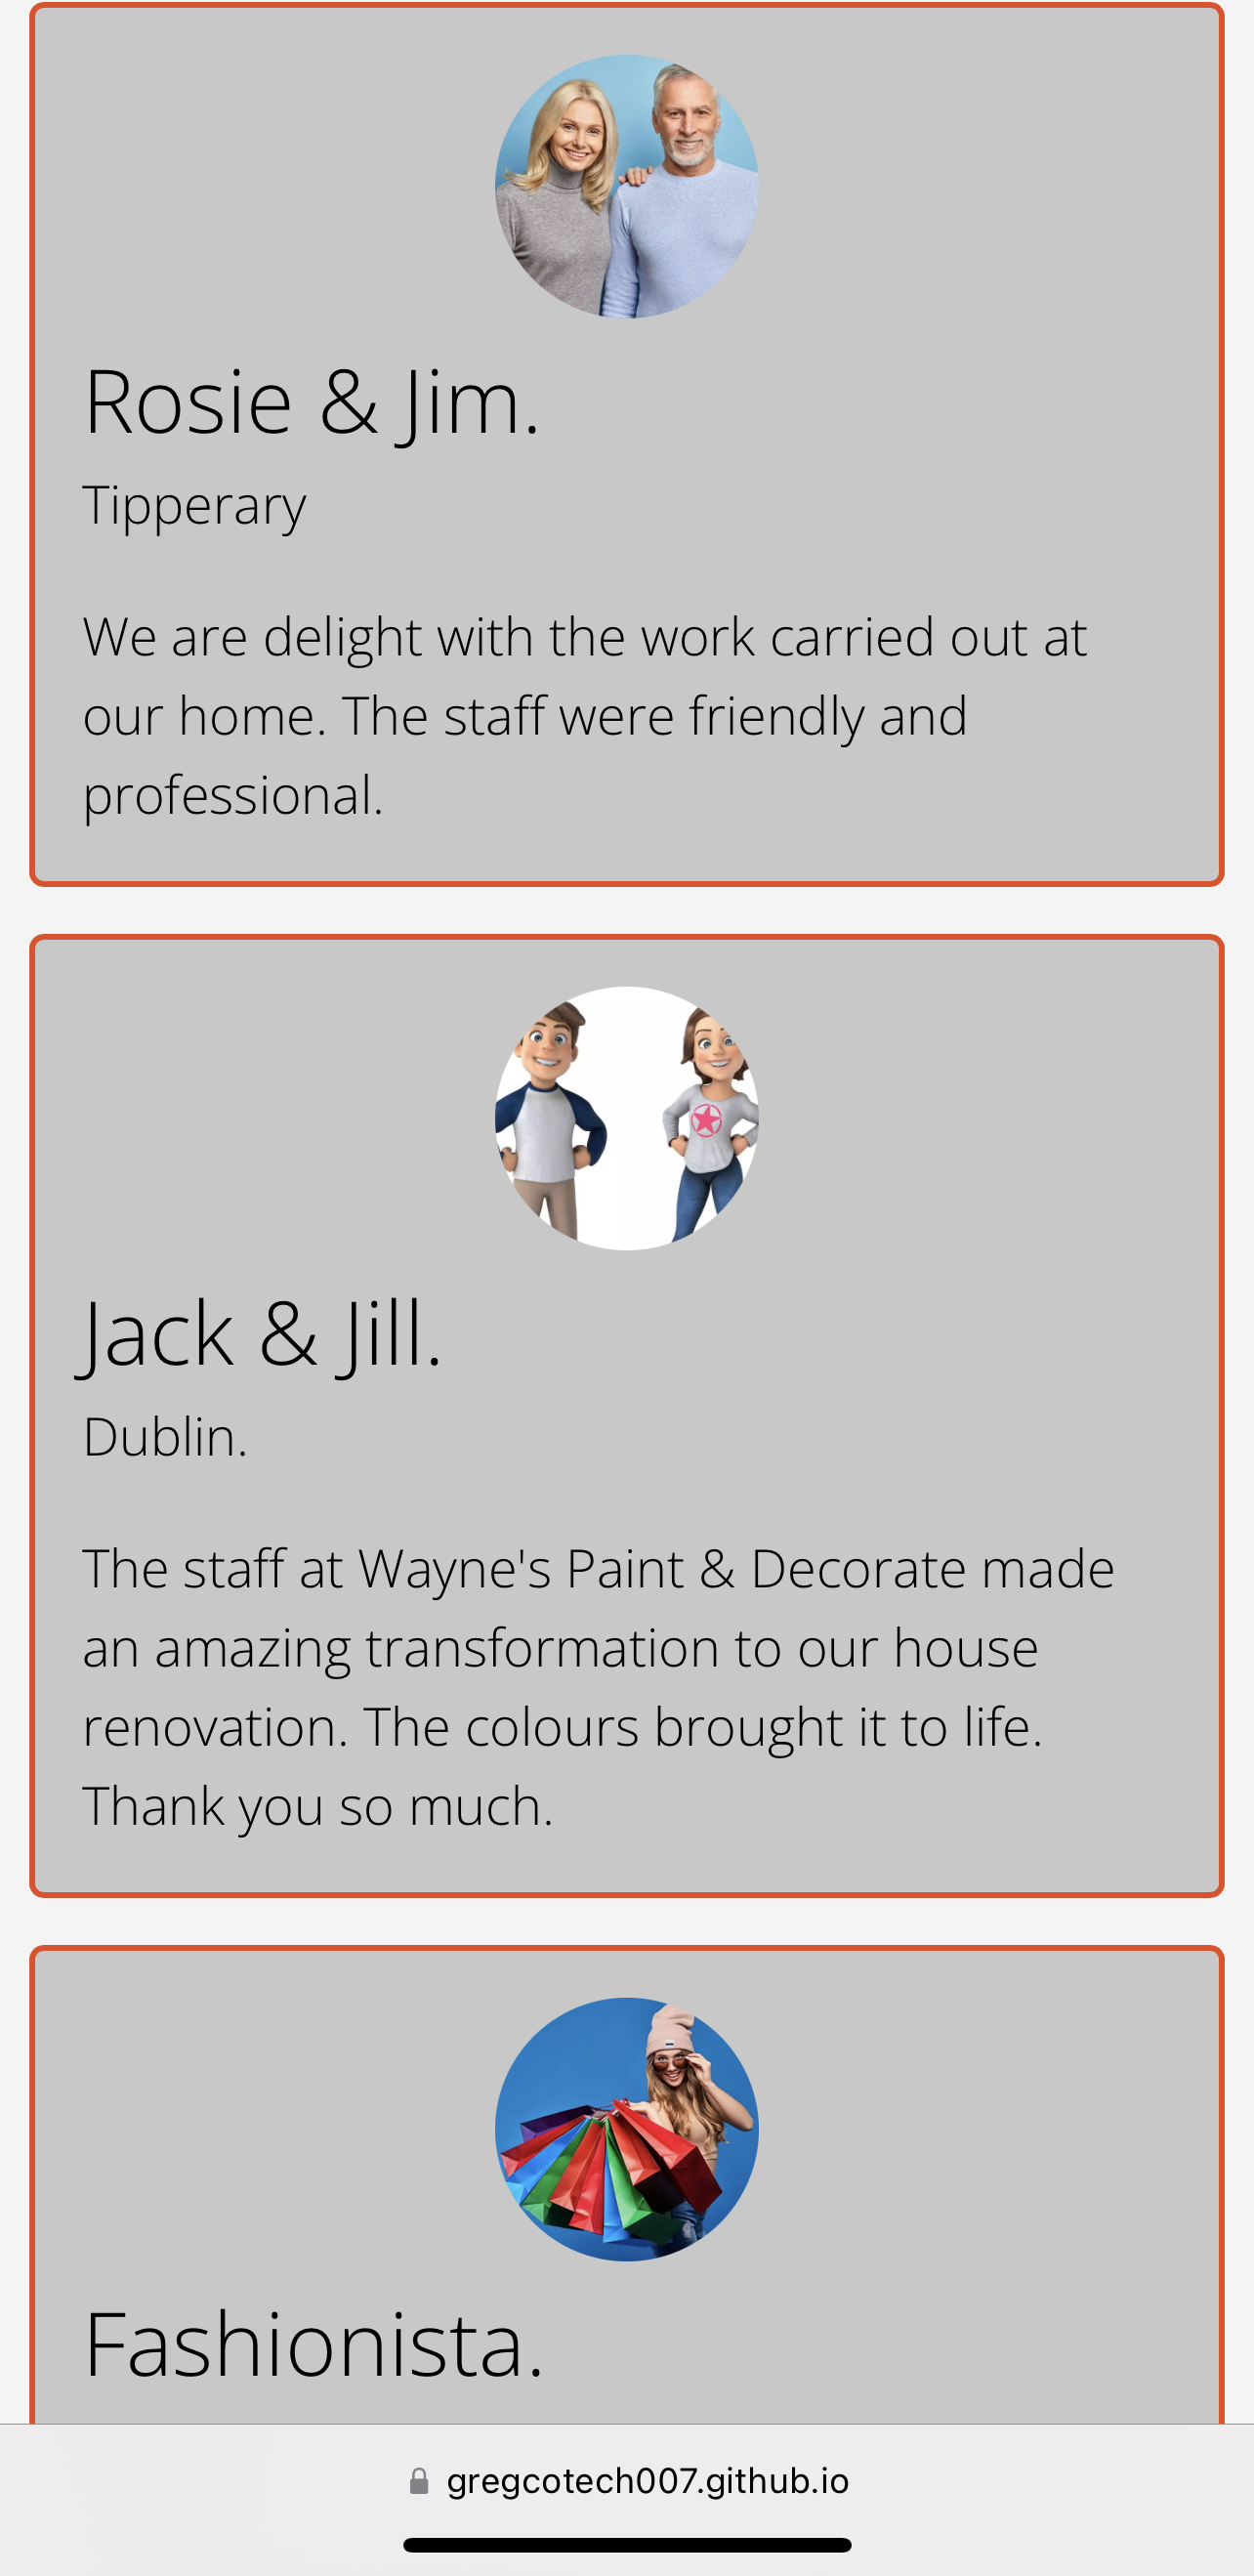 Rosie & Jim.
Tipperary
We are delight with the work carried out at
our home. The staff were friendly and
professional.
Jack & Jill.
Dublin.
The staff at Wayne's Paint & Decorate made
an amazing transformation to our house
renovation. The colours brought it to life.
Thank you so much.
Fashionista.
gregcotech007.github.io